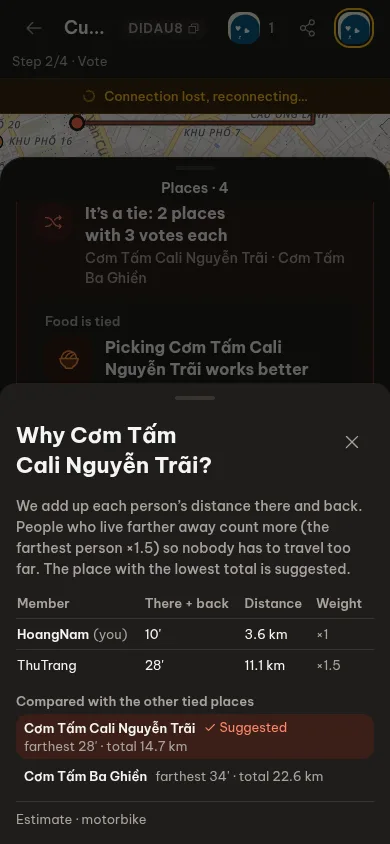 Cu...
DIDAU8
1
Step 2/4 · Vote
Connection lost, reconnecting...
20
KHU PHỐ 16
KHU PHỐ 7
CẦU ÔNG LÃNH
Places · 4
It's a tie: 2 places
with 3 votes each
Cơm Tấm Cali Nguyễn Trãi · Cơm Tấm
Ba Ghiền
Food is tied
Picking Cơm Tấm Cali
Nguyễn Trãi works better
Why Cơm Tấm
Cali Nguyễn Trãi?
We add up each person's distance there and back.
People who live farther away count more (the
farthest person ×1.5) so nobody has to travel too
far. The place with the lowest total is suggested.
Member There + back Distance Weight
HoangNam (you) 10' 3.6 km ×1
ThuTrang 28' 11.1 km ×1.5
Compared with the other tied places
Cơm Tấm Cali Nguyễn Trãi ✓ Suggested
farthest 28' · total 14.7 km
Cơm Tấm Ba Ghiền farthest 34' · total 22.6 km
Estimate · motorbike